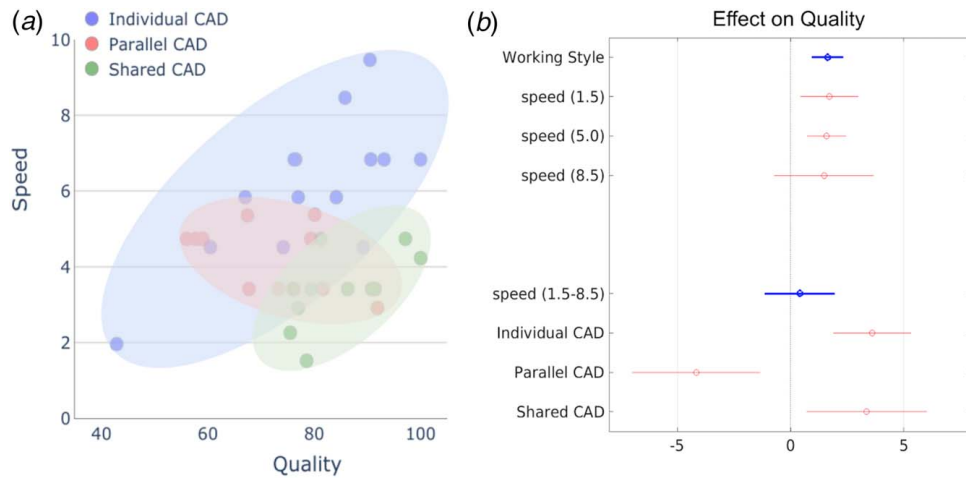 (a)
Individual CAD
Parallel CAD
Shared CAD
10
8
6
4
2
0
Speed
40 60 80 100
Quality
(b)
Effect on Quality
Working Style
speed (1.5)
speed (5.0)
speed (8.5)
speed (1.5-8.5)
Individual CAD
Parallel CAD
Shared CAD
-5 0 5